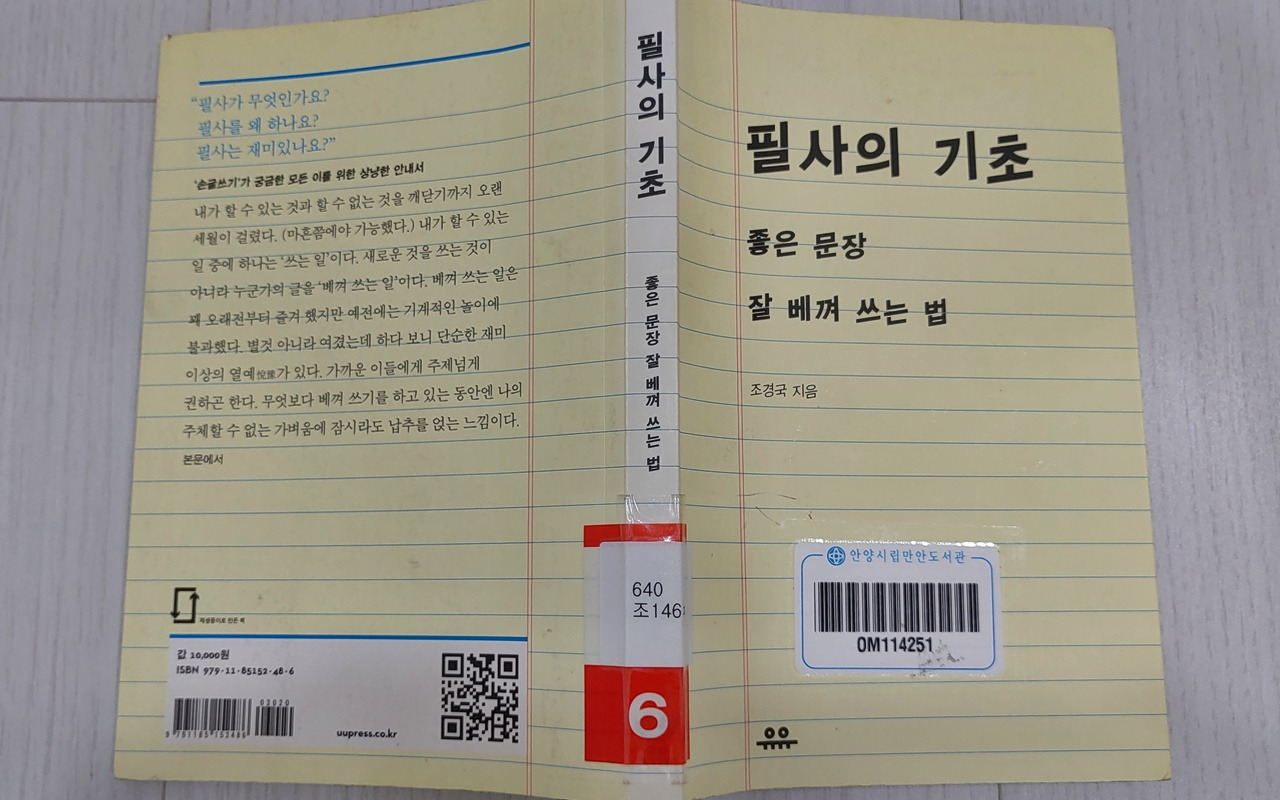 "필사가 무엇인가요?
필사를 왜 하나요?
필사는 재미있나요?"
'손글쓰기'가 궁금한 모든 이를 위한 상냥한 안내서
내가 할 수 있는 것과 할 수 없는 것을 깨닫기까지 오랜
세월이 걸렸다. (마흔쯤에야 가능했다.) 내가 할 수 있는
일 중에 하나는 '쓰는 일'이다. 새로운 것을 쓰는 것이
아니라 누군가의 글을 '베껴 쓰는 일'이다. 베껴 쓰는 일은
꽤 오래전부터 즐겨 했지만 예전에는 기계적인 놀이에
불과했다. 별것 아니라 여겼는데 하다 보니 단순한 재미
이상의 열예悅豫가 있다. 가까운 이들에게 주제넘게
권하곤 한다. 무엇보다 베껴 쓰기를 하고 있는 동안엔 나의
주체할 수 없는 가벼움에 잠시라도 납추를 얹는 느낌이다.
본문에서
재생종이로 만든 책
값 10,000원
ISBN 979-11-85152-48-6
03020
9 791185 152486
uupress.co.kr
필사의 기초
좋은 문장 잘 베껴 쓰는 법
640
조146
6
필사의 기초
좋은 문장
잘 베껴 쓰는 법
조경국 지음
안양시립만안도서관
0M114251
유유